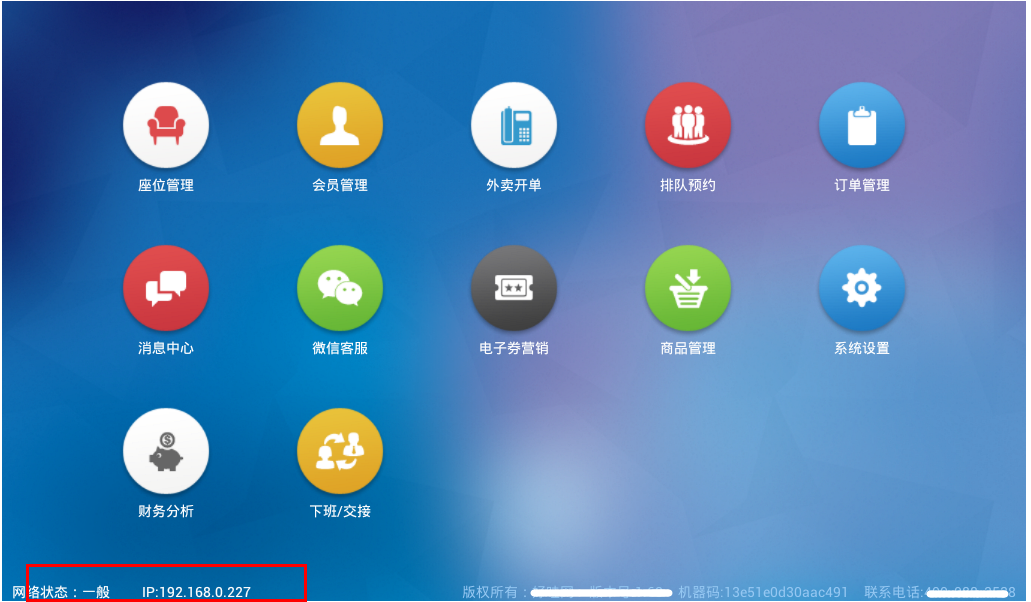 座位管理 会员管理 外卖开单 排队预约 订单管理
消息中心 微信客服 电子券营销 商品管理 系统设置
财务分析 下班/交接
网络状态：一般 IP:192.168.0.227 版权所有： 机器码:13e51e0d30aac491 联系电话: